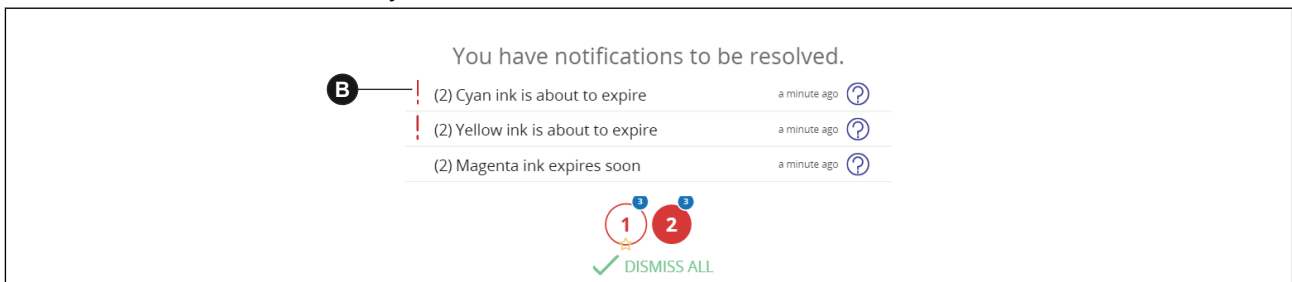 You have notifications to be resolved.
B
(2) Cyan ink is about to expire a minute ago ?
(2) Yellow ink is about to expire a minute ago ?
(2) Magenta ink expires soon a minute ago ?
3 3
1 2
DISMISS ALL